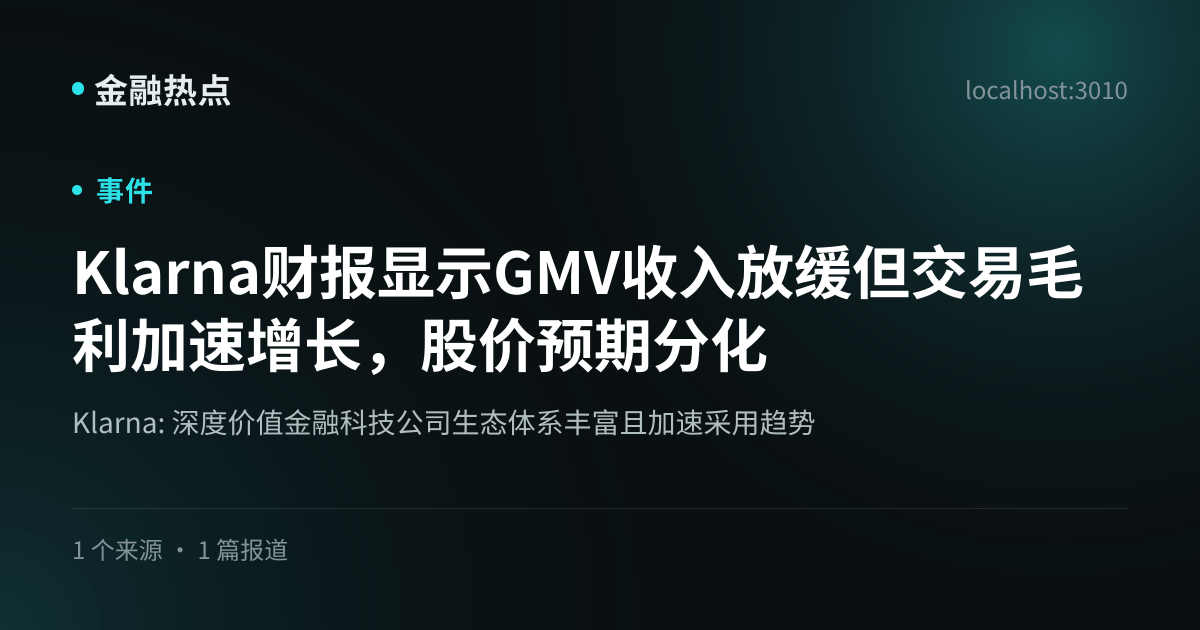 金融热点
localhost:3010
事件
Klarna财报显示GMV收入放缓但交易毛
利加速增长，股价预期分化
Klarna: 深度价值金融科技公司生态体系丰富且加速采用趋势
1 个来源 · 1 篇报道